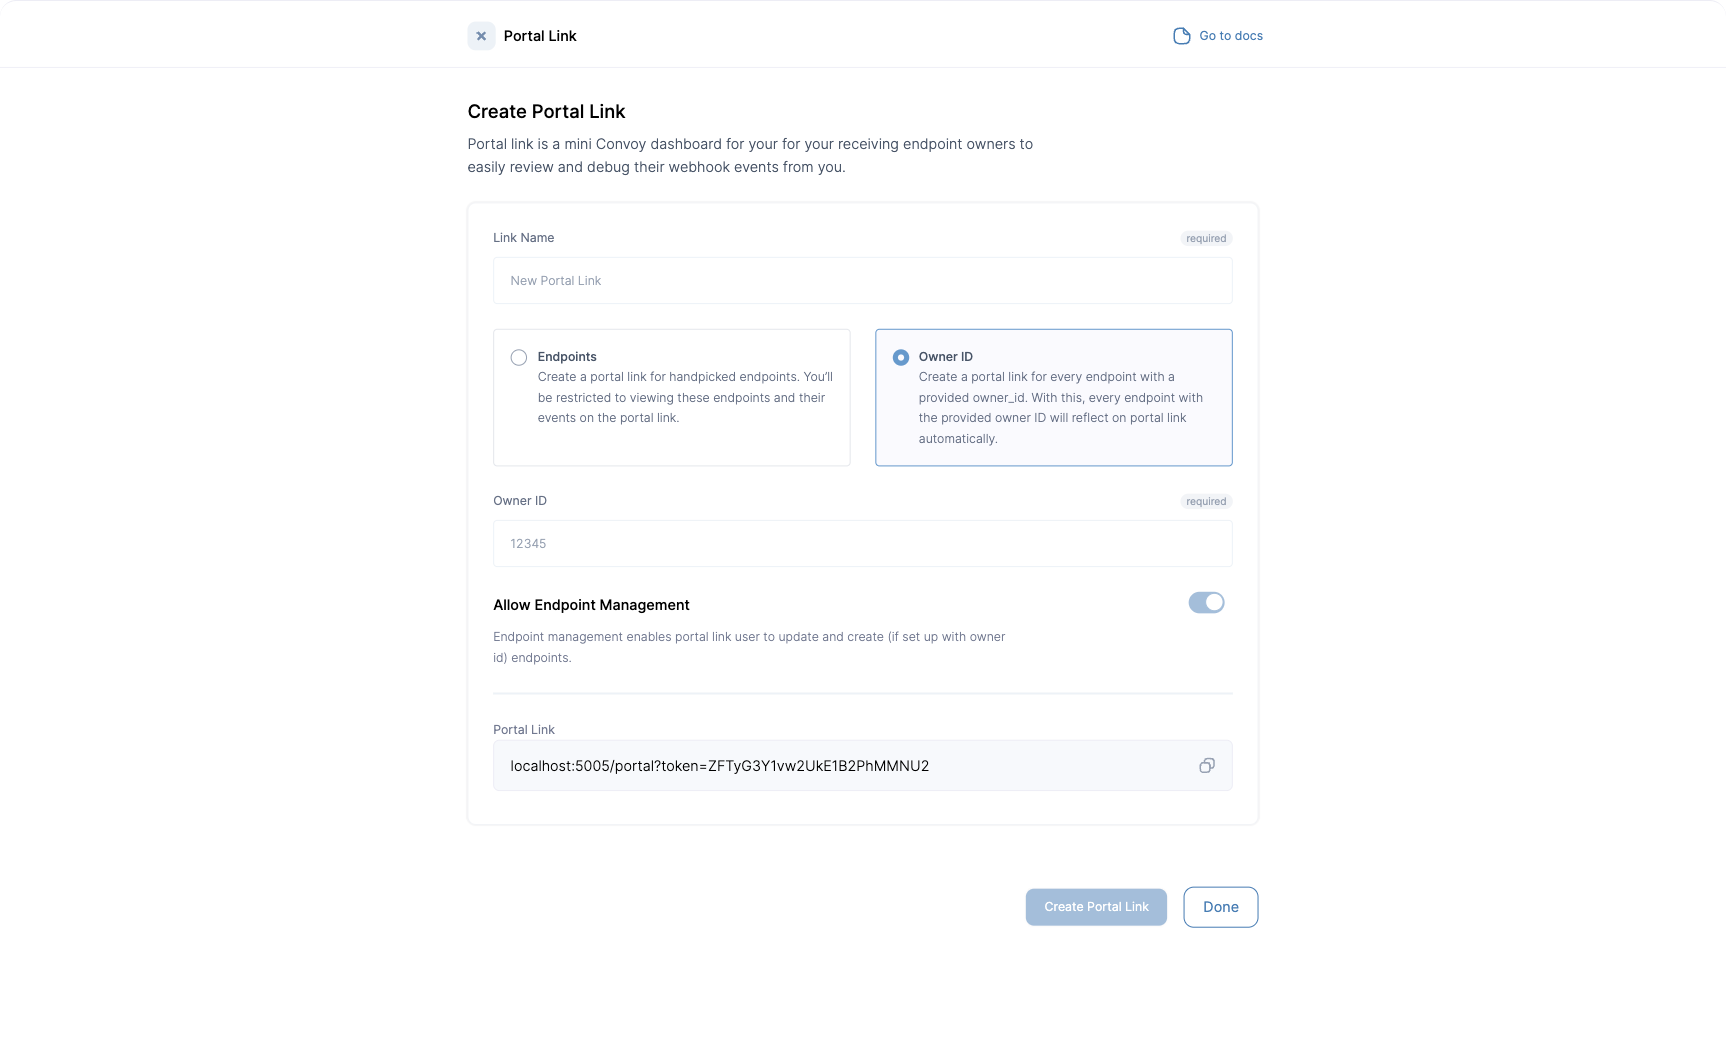 Portal Link
Go to docs
Create Portal Link
Portal link is a mini Convoy dashboard for your for your receiving endpoint owners to
easily review and debug their webhook events from you.
Link Name
required
New Portal Link
Endpoints
Create a portal link for handpicked endpoints. You’ll
be restricted to viewing these endpoints and their
events on the portal link.
Owner ID
Create a portal link for every endpoint with a
provided owner_id. With this, every endpoint with
the provided owner ID will reflect on portal link
automatically.
Owner ID
required
12345
Allow Endpoint Management
Endpoint management enables portal link user to update and create (if set up with owner
id) endpoints.
Portal Link
localhost:5005/portal?token=ZFTyG3Y1vw2UkE1B2PhMMNU2
Create Portal Link
Done